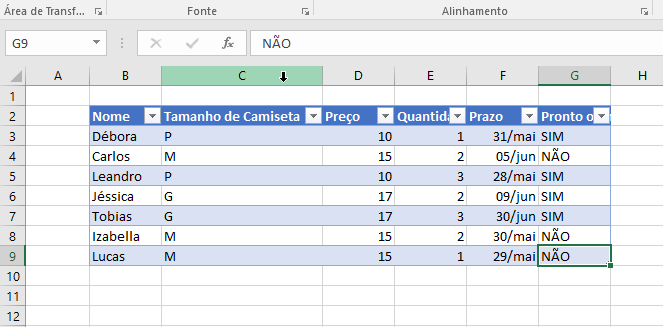 Área de Transf... Fonte Alinhamento
G9 fx NÃO
A B C D E F G H
1
2 Nome Tamanho de Camiseta Preço Quantida Prazo Pronto o
3 Débora P 10 1 31/mai SIM
4 Carlos M 15 2 05/jun NÃO
5 Leandro P 10 3 28/mai SIM
6 Jéssica G 17 2 09/jun SIM
7 Tobias G 17 3 30/jun SIM
8 Izabella M 15 2 30/mai NÃO
9 Lucas M 15 1 29/mai NÃO
10
11
12